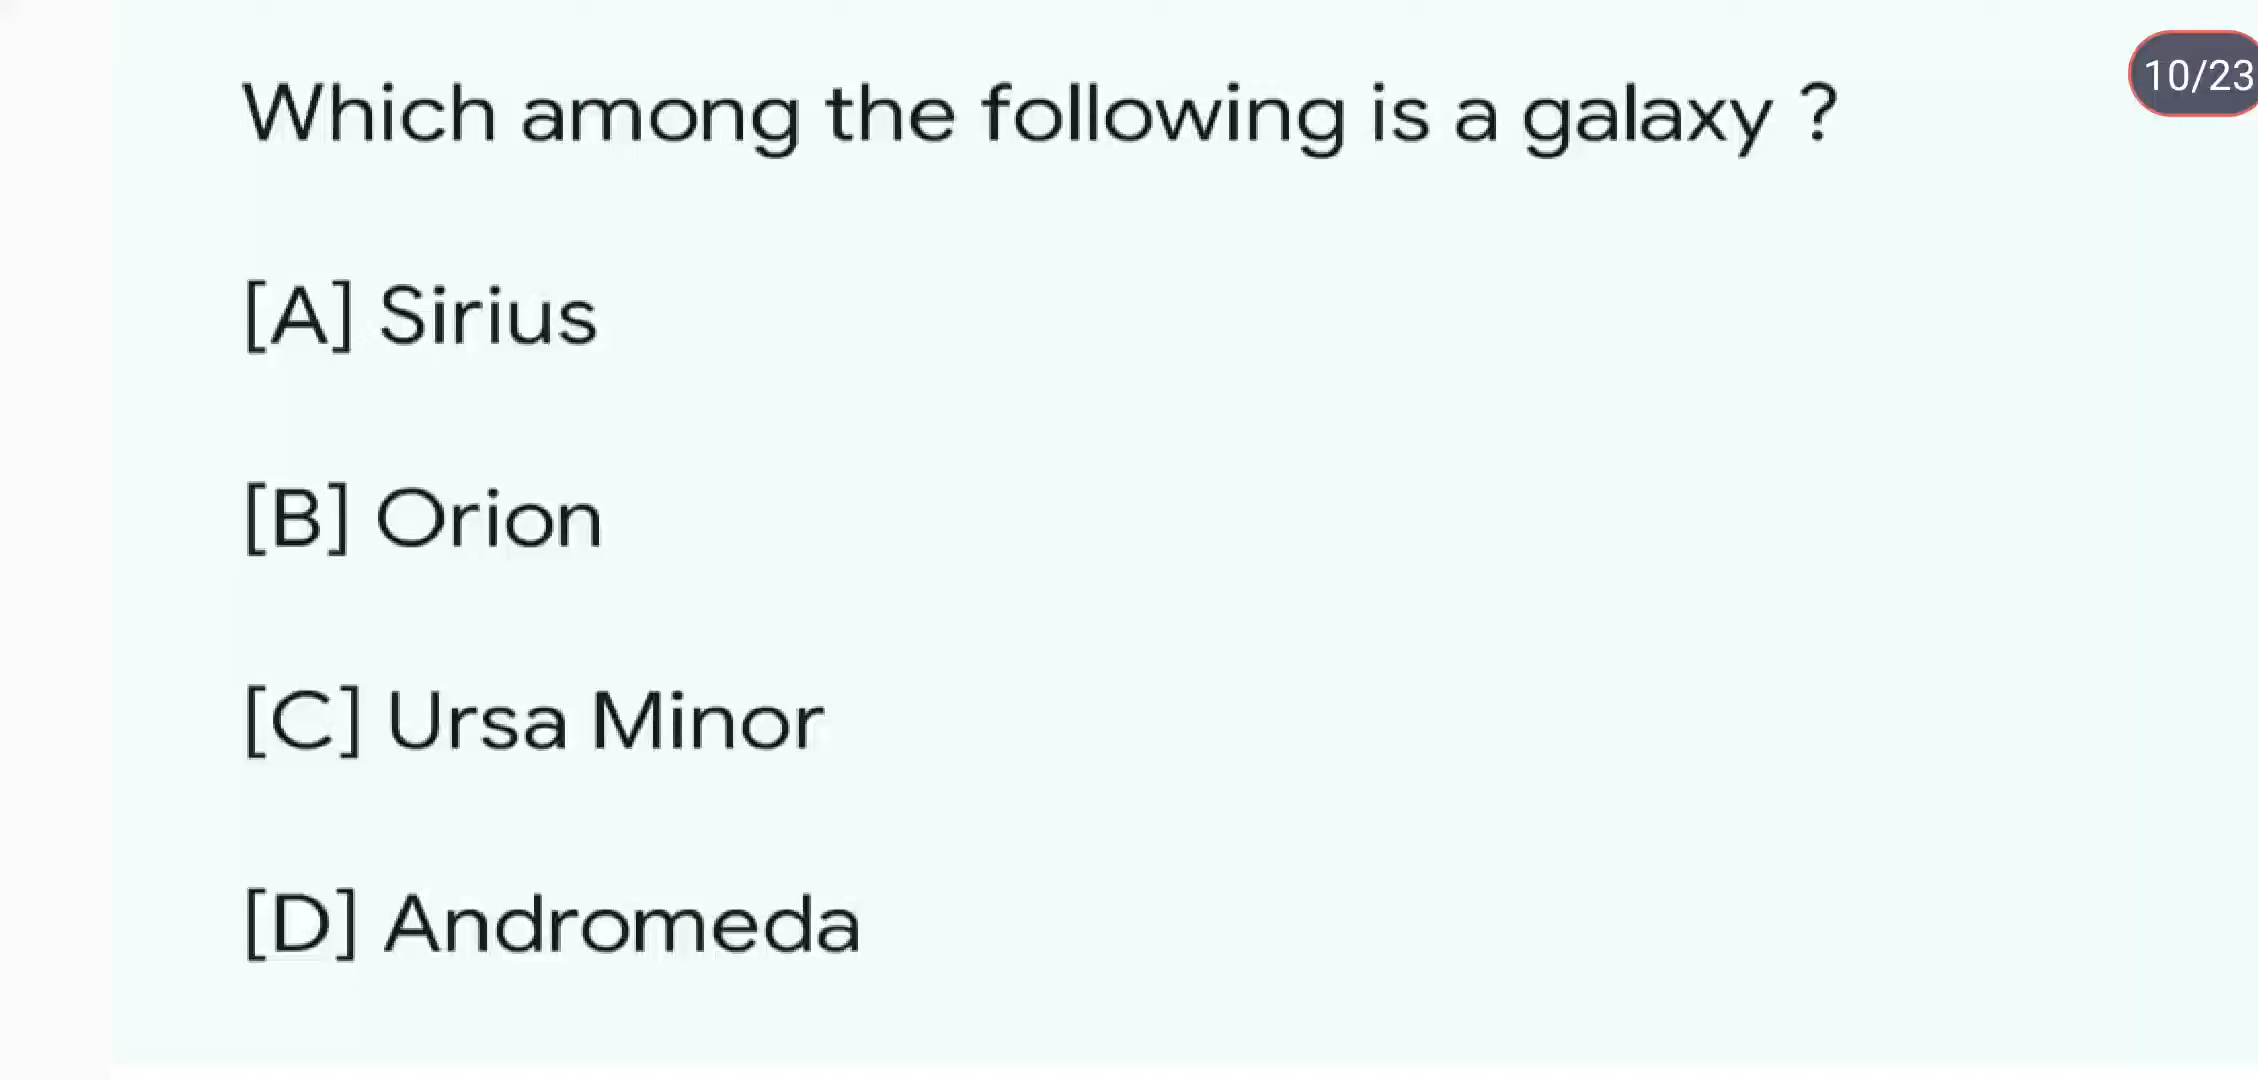 Which among the following is a galaxy ?
10/23
[A] Sirius
[B] Orion
[C] Ursa Minor
[D] Andromeda